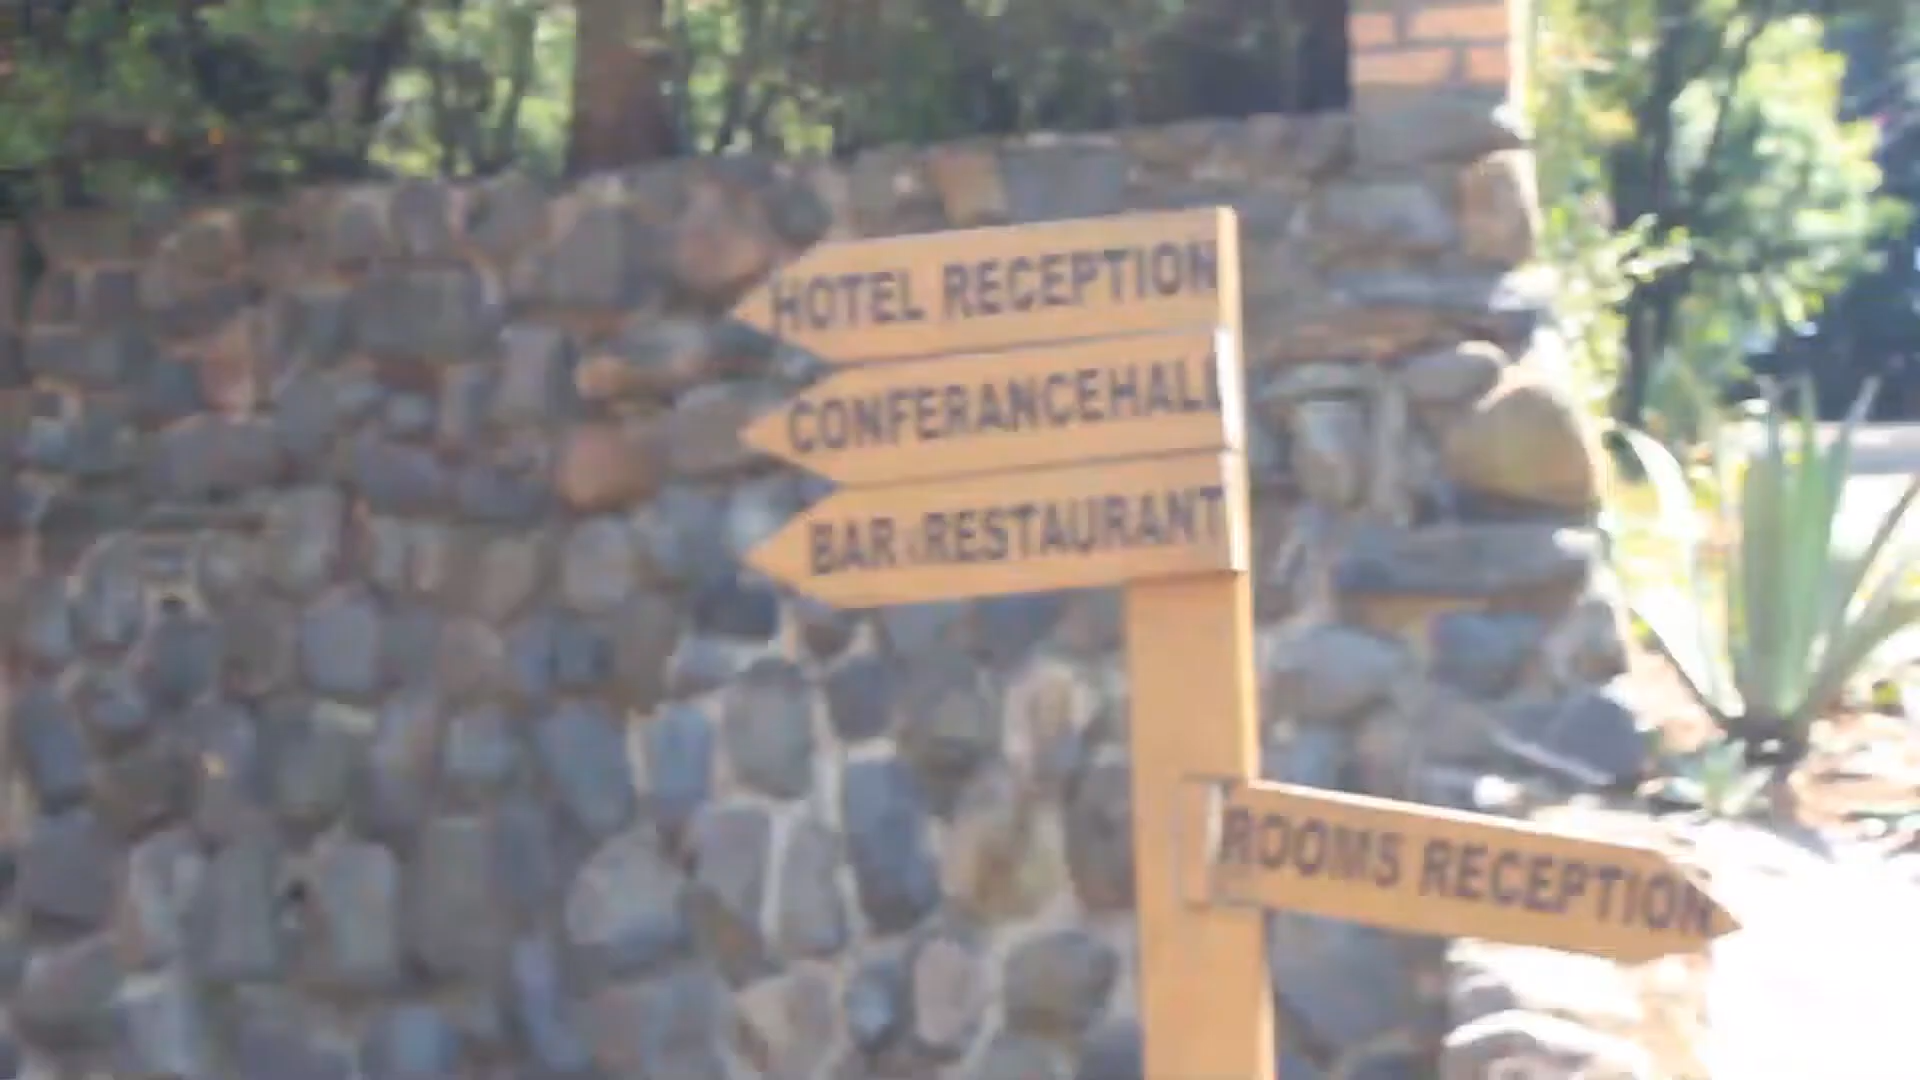 HOTEL RECEPTION
CONFERANCEHALL
BAR & RESTAURANT
ROOMS RECEPTION